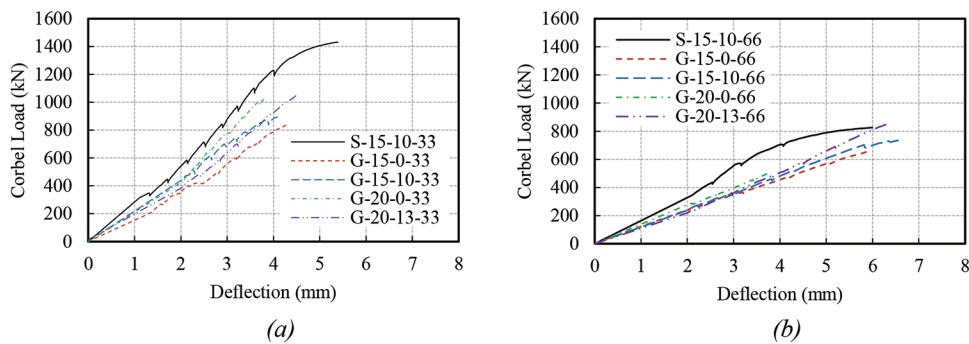 1600
1400
1200
1000
800
600
400
200
0
Corbel Load (kN)
S-15-10-33
G-15-0-33
G-15-10-33
G-20-0-33
G-20-13-33
0 1 2 3 4 5 6 7 8
Deflection (mm)
(a)
1600
1400
1200
1000
800
600
400
200
0
Corbel Load (kN)
S-15-10-66
G-15-0-66
G-15-10-66
G-20-0-66
G-20-13-66
0 1 2 3 4 5 6 7 8
Deflection (mm)
(b)